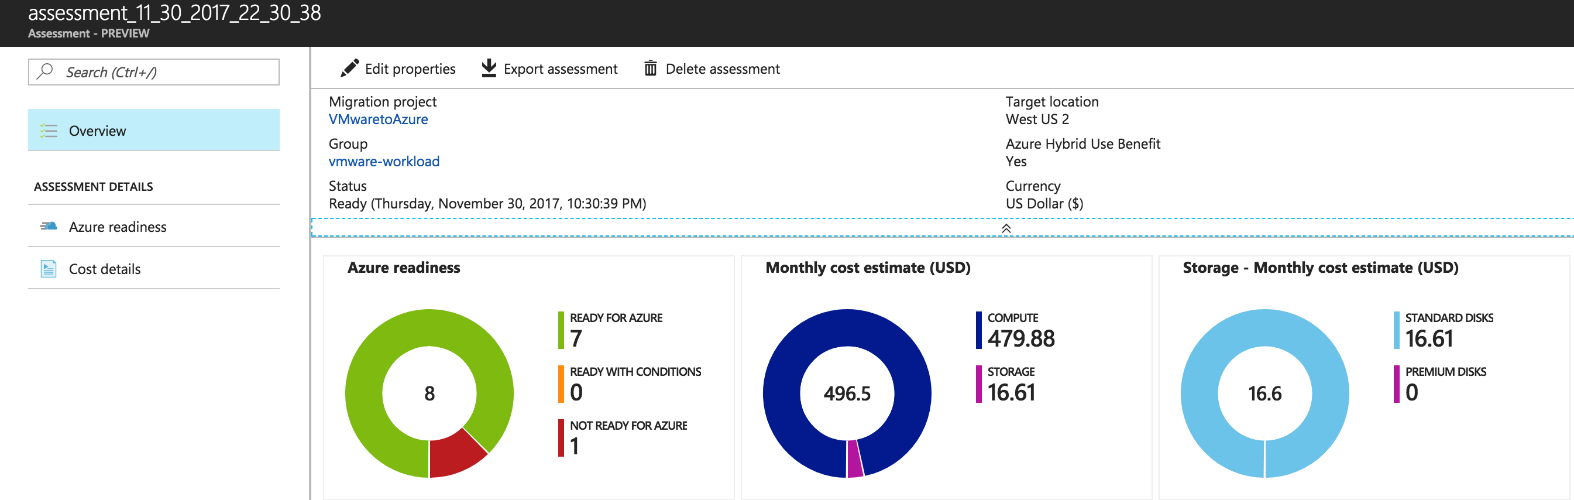 assessment_11_30_2017_22_30_38
Assessment - PREVIEW
Search (Ctrl+/)
Overview
ASSESSMENT DETAILS
Azure readiness
Cost details
Edit properties
Export assessment
Delete assessment
Migration project
VMwaretoAzure
Group
vmware-workload
Status
Ready (Thursday, November 30, 2017, 10:30:39 PM)
Target location
West US 2
Azure Hybrid Use Benefit
Yes
Currency
US Dollar ($)
Azure readiness
8
READY FOR AZURE
7
READY WITH CONDITIONS
0
NOT READY FOR AZURE
1
Monthly cost estimate (USD)
496.5
COMPUTE
479.88
STORAGE
16.61
Storage - Monthly cost estimate (USD)
16.6
STANDARD DISKS
16.61
PREMIUM DISKS
0